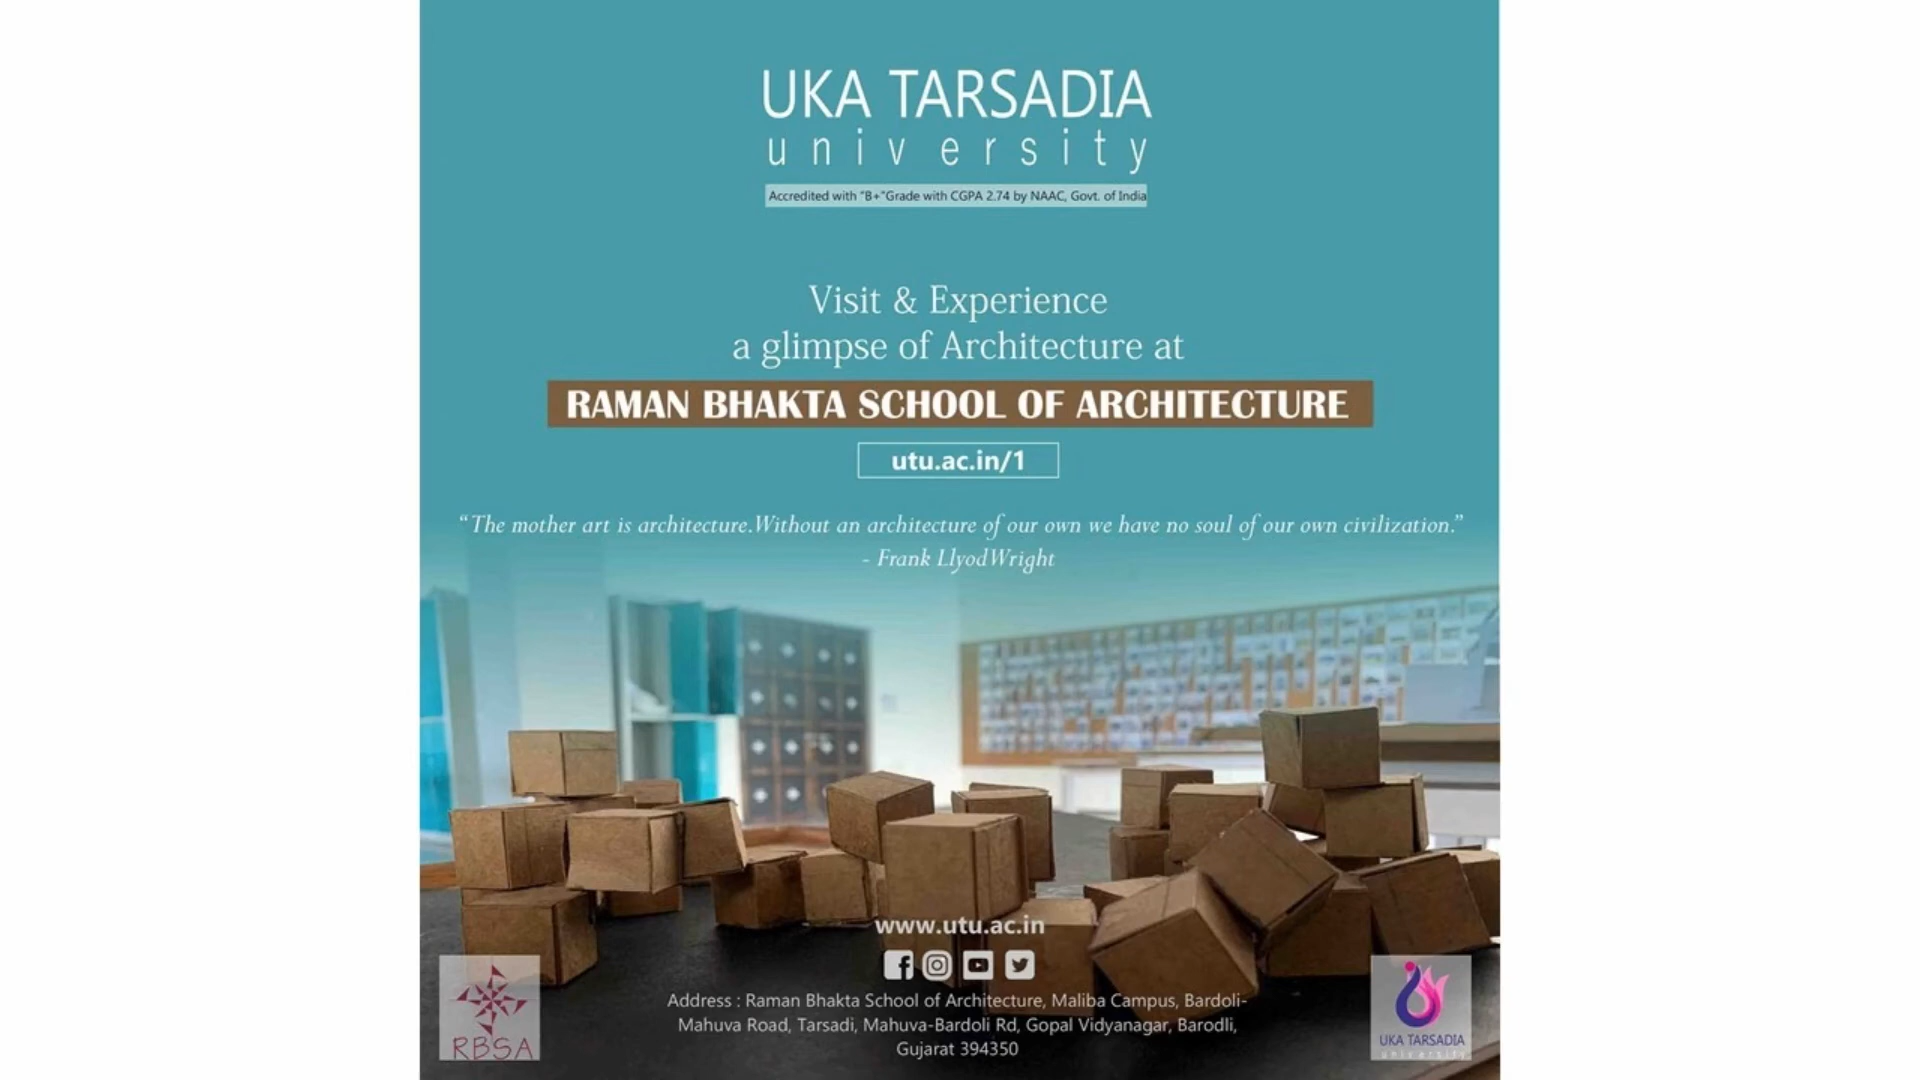 UKA TARSADIA
university
Accredited with "B+"Grade with CGPA 2.74 by NAAC, Govt. of India
Visit & Experience
a glimpse of Architecture at
RAMAN BHAKTA SCHOOL OF ARCHITECTURE
utu.ac.in/1
“The mother art is architecture.Without an architecture of our own we have no soul of our own civilization.”
- Frank LlyodWright
www.utu.ac.in
Address : Raman Bhakta School of Architecture, Maliba Campus, Bardoli-
Mahuva Road, Tarsadi, Mahuva-Bardoli Rd, Gopal Vidyanagar, Barodli,
Gujarat 394350
RBSA
UKA TARSADIA
university